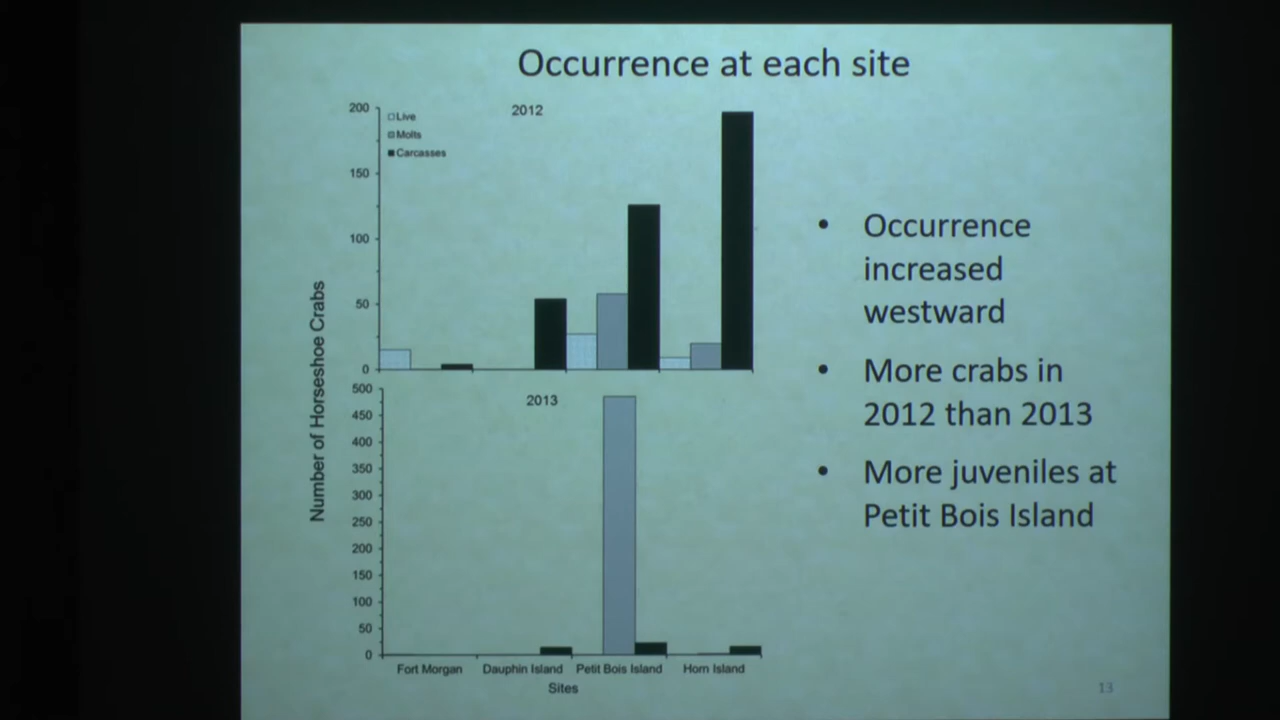 Occurrence at each site
2012
200
150
100
50
0
Live
Molts
Carcasses
Number of Horseshoe Crabs
2013
500
450
400
350
300
250
200
150
100
50
0
Fort Morgan
Dauphin Island
Petit Bois Island
Horn Island
Sites
• Occurrence
increased
westward
• More crabs in
2012 than 2013
• More juveniles at
Petit Bois Island
13